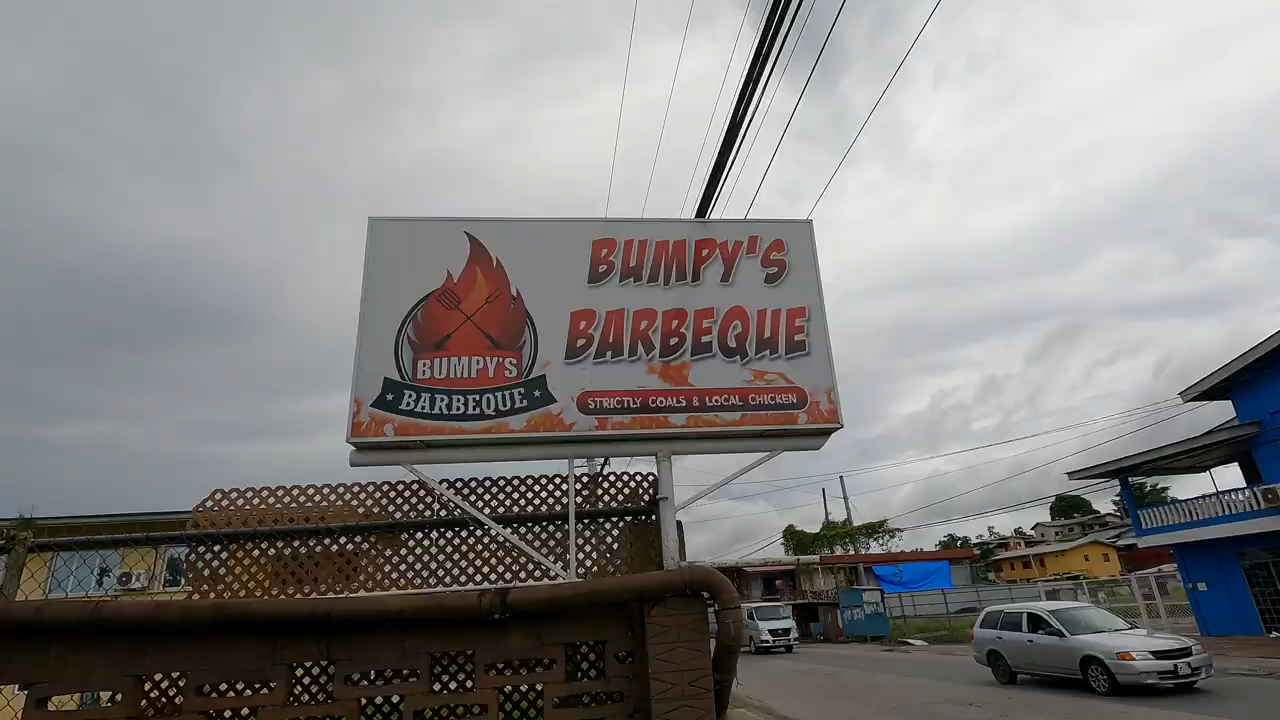 BUMPY'S
BARBEQUE
BUMPY'S
BARBEQUE
STRICTLY COALS & LOCAL CHICKEN